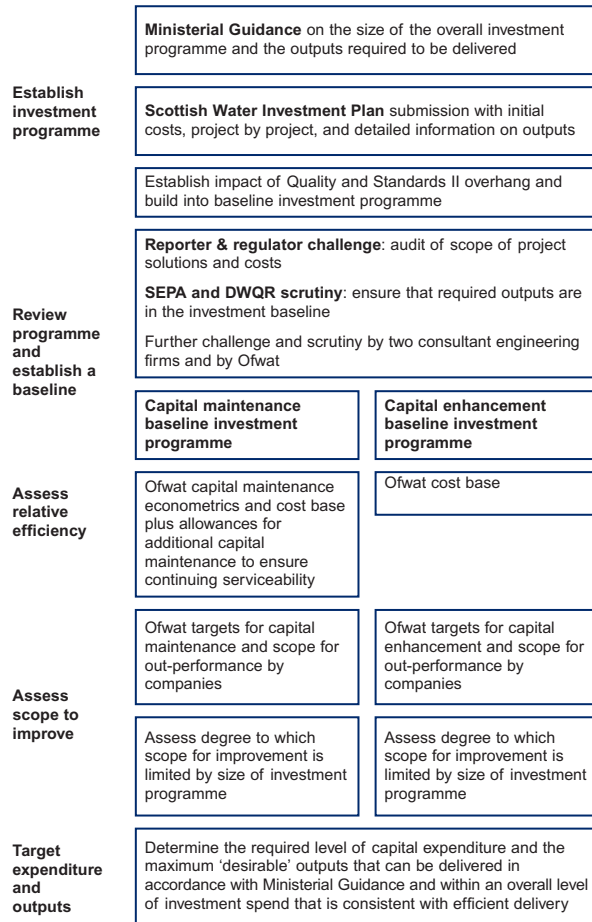 Ministerial Guidance on the size of the overall investment
programme and the outputs required to be delivered
Establish
investment
programme
Scottish Water Investment Plan submission with initial
costs, project by project, and detailed information on outputs
Establish impact of Quality and Standards II overhang and
build into baseline investment programme
Review
programme
and
establish a
baseline
Reporter & regulator challenge: audit of scope of project
solutions and costs
SEPA and DWQR scrutiny: ensure that required outputs are
in the investment baseline
Further challenge and scrutiny by two consultant engineering
firms and by Ofwat
Capital maintenance
baseline investment
programme
Capital enhancement
baseline investment
programme
Assess
relative
efficiency
Ofwat capital maintenance
econometrics and cost base
plus allowances for
additional capital
maintenance to ensure
continuing serviceability
Ofwat cost base
Assess
scope to
improve
Ofwat targets for capital
maintenance and scope for
out-performance by
companies
Ofwat targets for capital
enhancement and scope for
out-performance by
companies
Assess degree to which
scope for improvement is
limited by size of investment
programme
Assess degree to which
scope for improvement is
limited by size of investment
programme
Target
expenditure
and
outputs
Determine the required level of capital expenditure and the
maximum ‘desirable’ outputs that can be delivered in
accordance with Ministerial Guidance and within an overall level
of investment spend that is consistent with efficient delivery